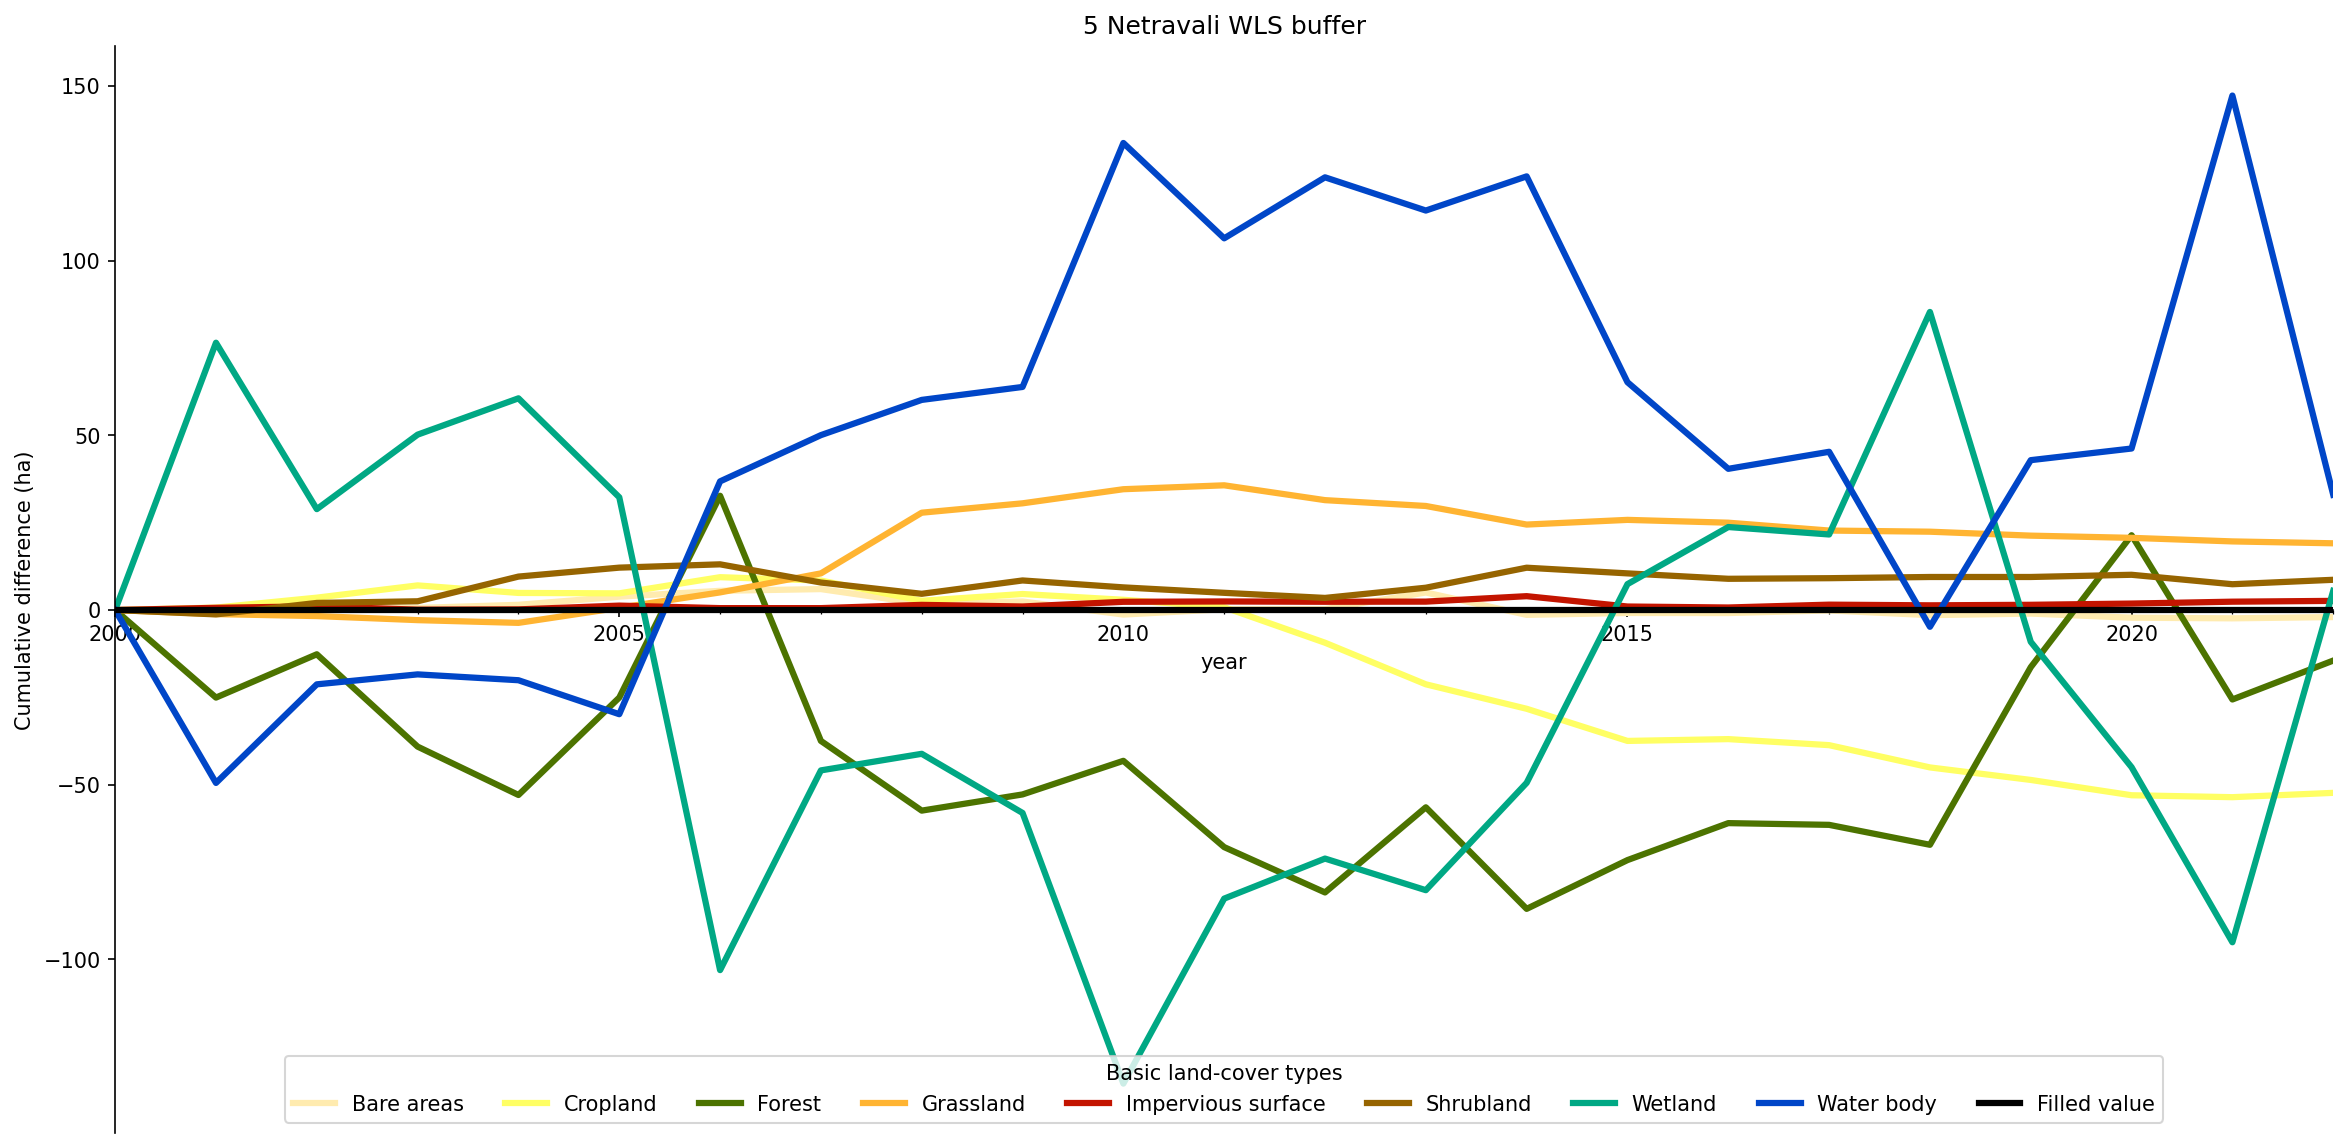 5 Netravali WLS buffer
Cumulative difference (ha)
150
100
50
0
−50
−100
2000 2005 2010 2015 2020
year
Basic land-cover types
Bare areas Cropland Forest Grassland Impervious surface Shrubland Wetland Water body Filled value